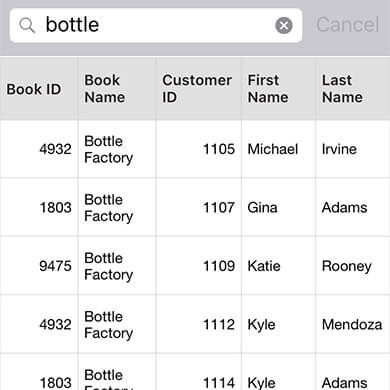 bottle Cancel
Book ID Book Name Customer ID First Name Last Name
4932 Bottle Factory 1105 Michael Irvine
1803 Bottle Factory 1107 Gina Adams
9475 Bottle Factory 1109 Katie Rooney
4932 Bottle Factory 1112 Kyle Mendoza
1803 Bottle Factory 1114 Kyle Adams